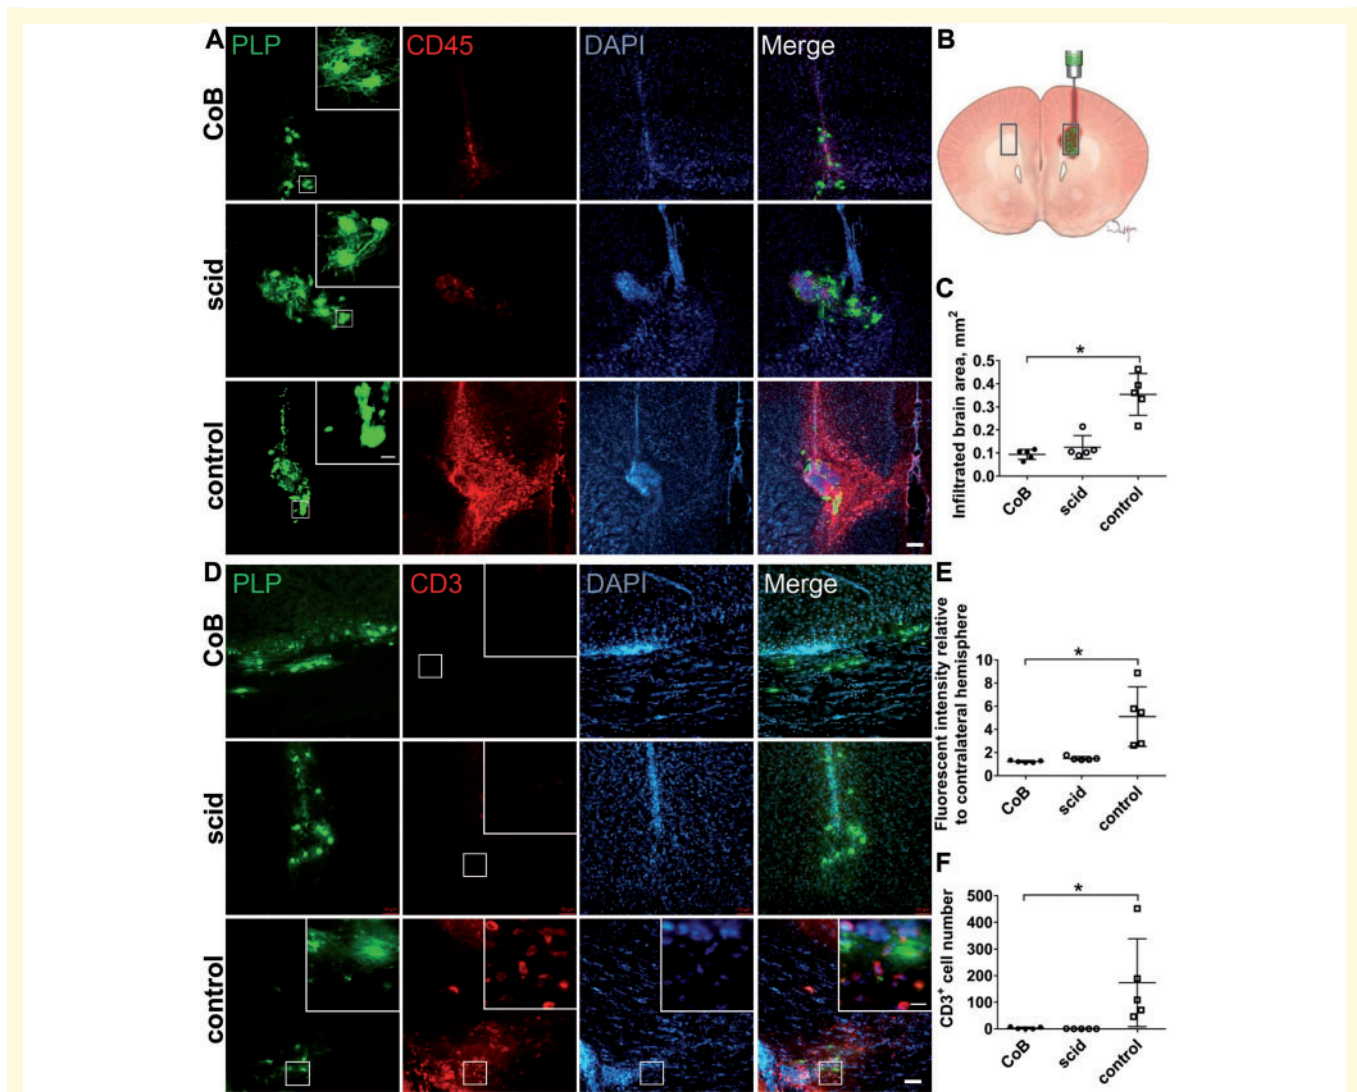 A
PLP
CD45
DAPI
Merge
CoB
scid
control
B
C
Infiltrated brain area, mm²
0.5
0.4
0.3
0.2
0.1
0.0
*
CoB
scid
control
D
PLP
CD3
DAPI
Merge
CoB
scid
control
E
Fluorescent intensity relative
to contralateral hemisphere
10
8
6
4
2
0
*
CoB
scid
control
F
CD3⁺ cell number
500
400
300
200
100
0
*
CoB
scid
control